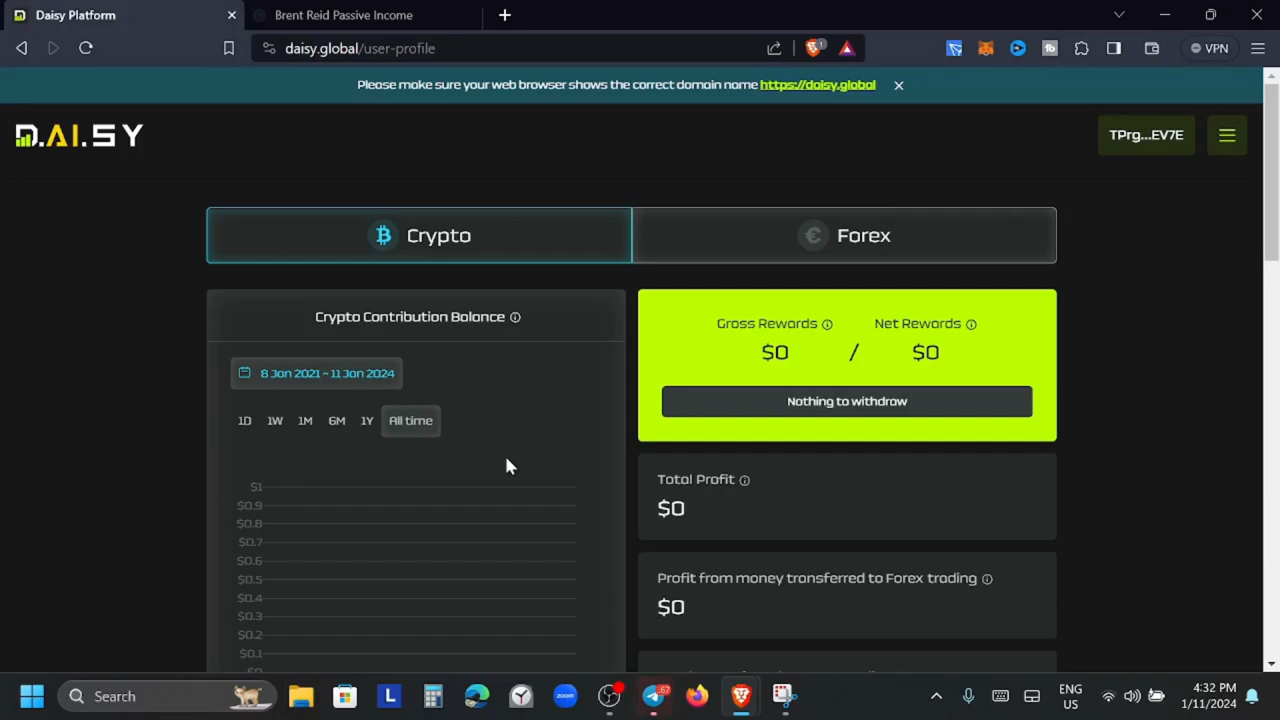 Daisy Platform
Brent Reid Passive Income
daisy.global/user-profile
1
VPN
Please make sure your web browser shows the correct domain name https://daisy.global
D.AI.SY
TPrg...EV7E
Crypto
Forex
Crypto Contribution Balance
8 Jan 2021 ~ 11 Jan 2024
1D 1W 1M 6M 1Y All time
$1
$0.9
$0.8
$0.7
$0.6
$0.5
$0.4
$0.3
$0.2
$0.1
$0
Gross Rewards
Net Rewards
$0 / $0
Nothing to withdraw
Total Profit
$0
Profit from money transferred to Forex trading
$0
Search
L
zoom
67
ENG
US
4:32 PM
1/11/2024